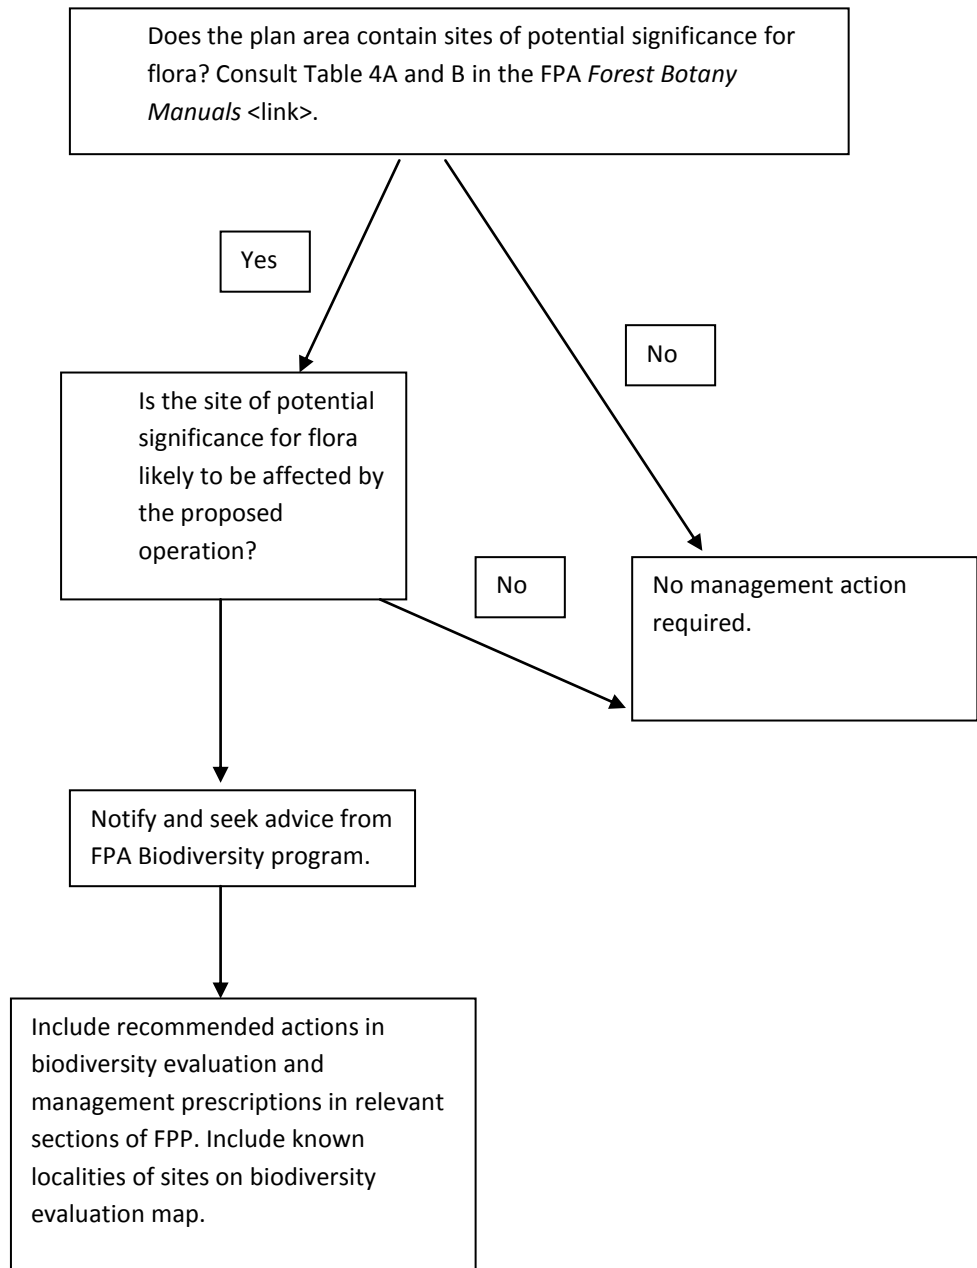 Does the plan area contain sites of potential significance for
flora? Consult Table 4A and B in the FPA Forest Botany
Manuals <link>.
Yes
No
Is the site of potential
significance for flora
likely to be affected by
the proposed
operation?
No
No management action
required.
Notify and seek advice from
FPA Biodiversity program.
Include recommended actions in
biodiversity evaluation and
management prescriptions in relevant
sections of FPP. Include known
localities of sites on biodiversity
evaluation map.